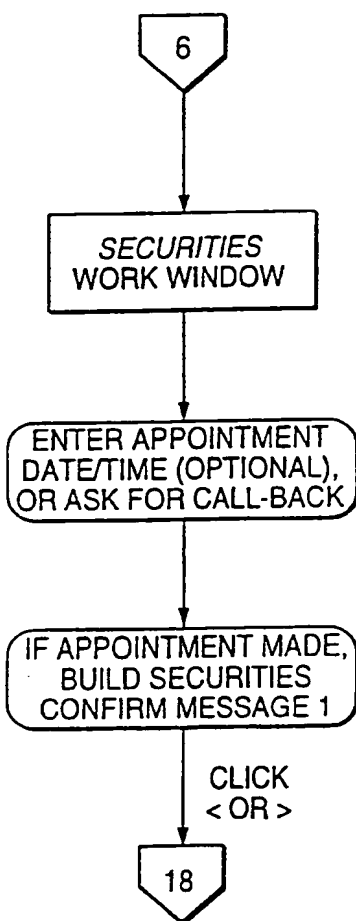 6
SECURITIES
WORK WINDOW
ENTER APPOINTMENT
DATE/TIME (OPTIONAL),
OR ASK FOR CALL-BACK
IF APPOINTMENT MADE,
BUILD SECURITIES
CONFIRM MESSAGE 1
CLICK
< OR >
18